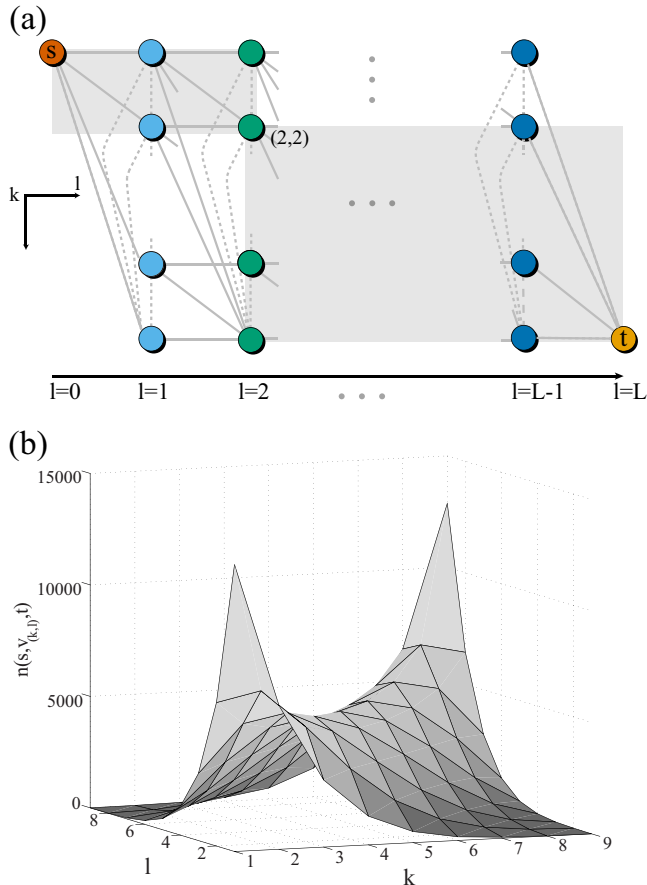 (a)
s
(2,2)
k
l
t
l=0
l=1
l=2
l=L-1
l=L
(b)
15000
10000
5000
0
n(s,v(k,l),t)
8
6
4
2
l
1
2
3
4
5
6
7
8
9
k